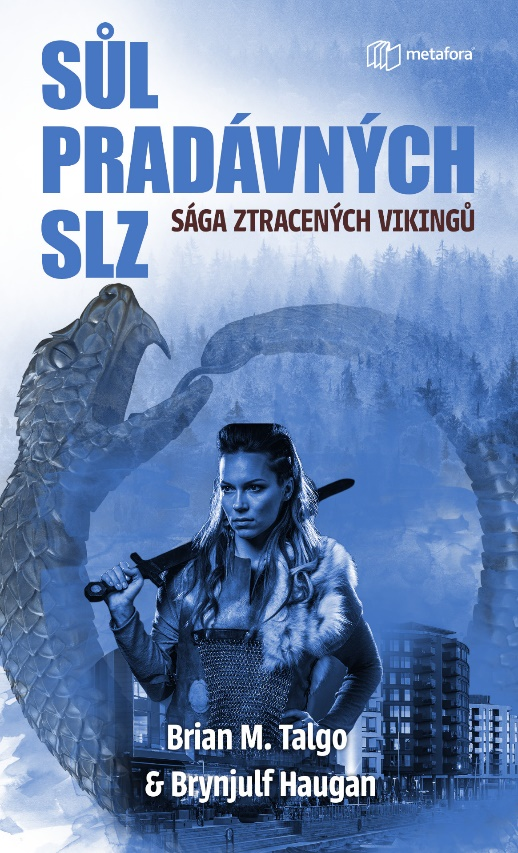 metafora
SŮL
PRADÁVNÝCH
SLZ
SÁGA ZTRACENÝCH VIKINGŮ
Brian M. Talgo
& Brynjulf Haugan